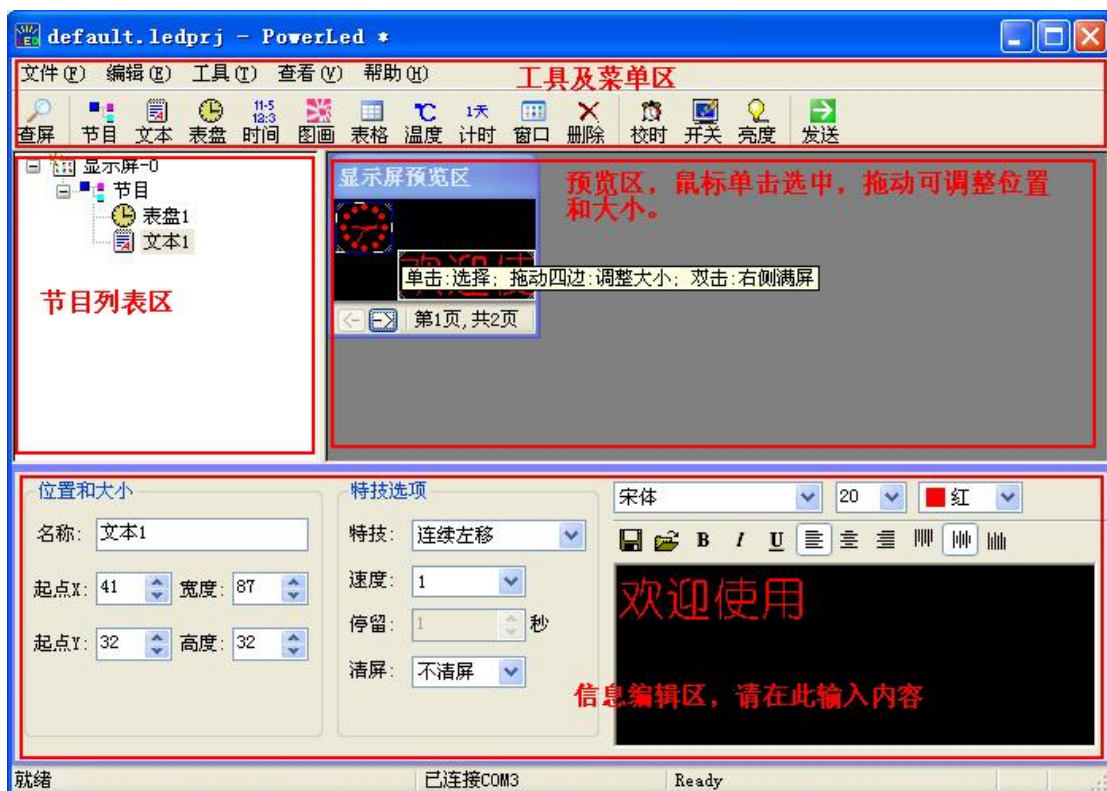 default.ledprj - PowerLed *
文件(F) 编辑(E) 工具(T) 查看(V) 帮助(H)
工具及菜单区
11-5
12:3
℃
1天
查屏 节目 文本 表盘 时间 图画 表格 温度 计时 窗口 删除 校时 开关 亮度 发送
显示屏-0
节目
表盘1
文本1
节目列表区
显示屏预览区
预览区，鼠标单击选中，拖动可调整位置
和大小。
欢迎使
单击:选择; 拖动四边:调整大小; 双击:右侧满屏
第1页,共2页
位置和大小
名称: 文本1
起点X: 41 宽度: 87
起点Y: 32 高度: 32
特技选项
特技: 连续左移
速度: 1
停留: 1 秒
清屏: 不清屏
宋体 20 红
B I U
欢迎使用
信息编辑区，请在此输入内容
就绪 已连接COM3 Ready